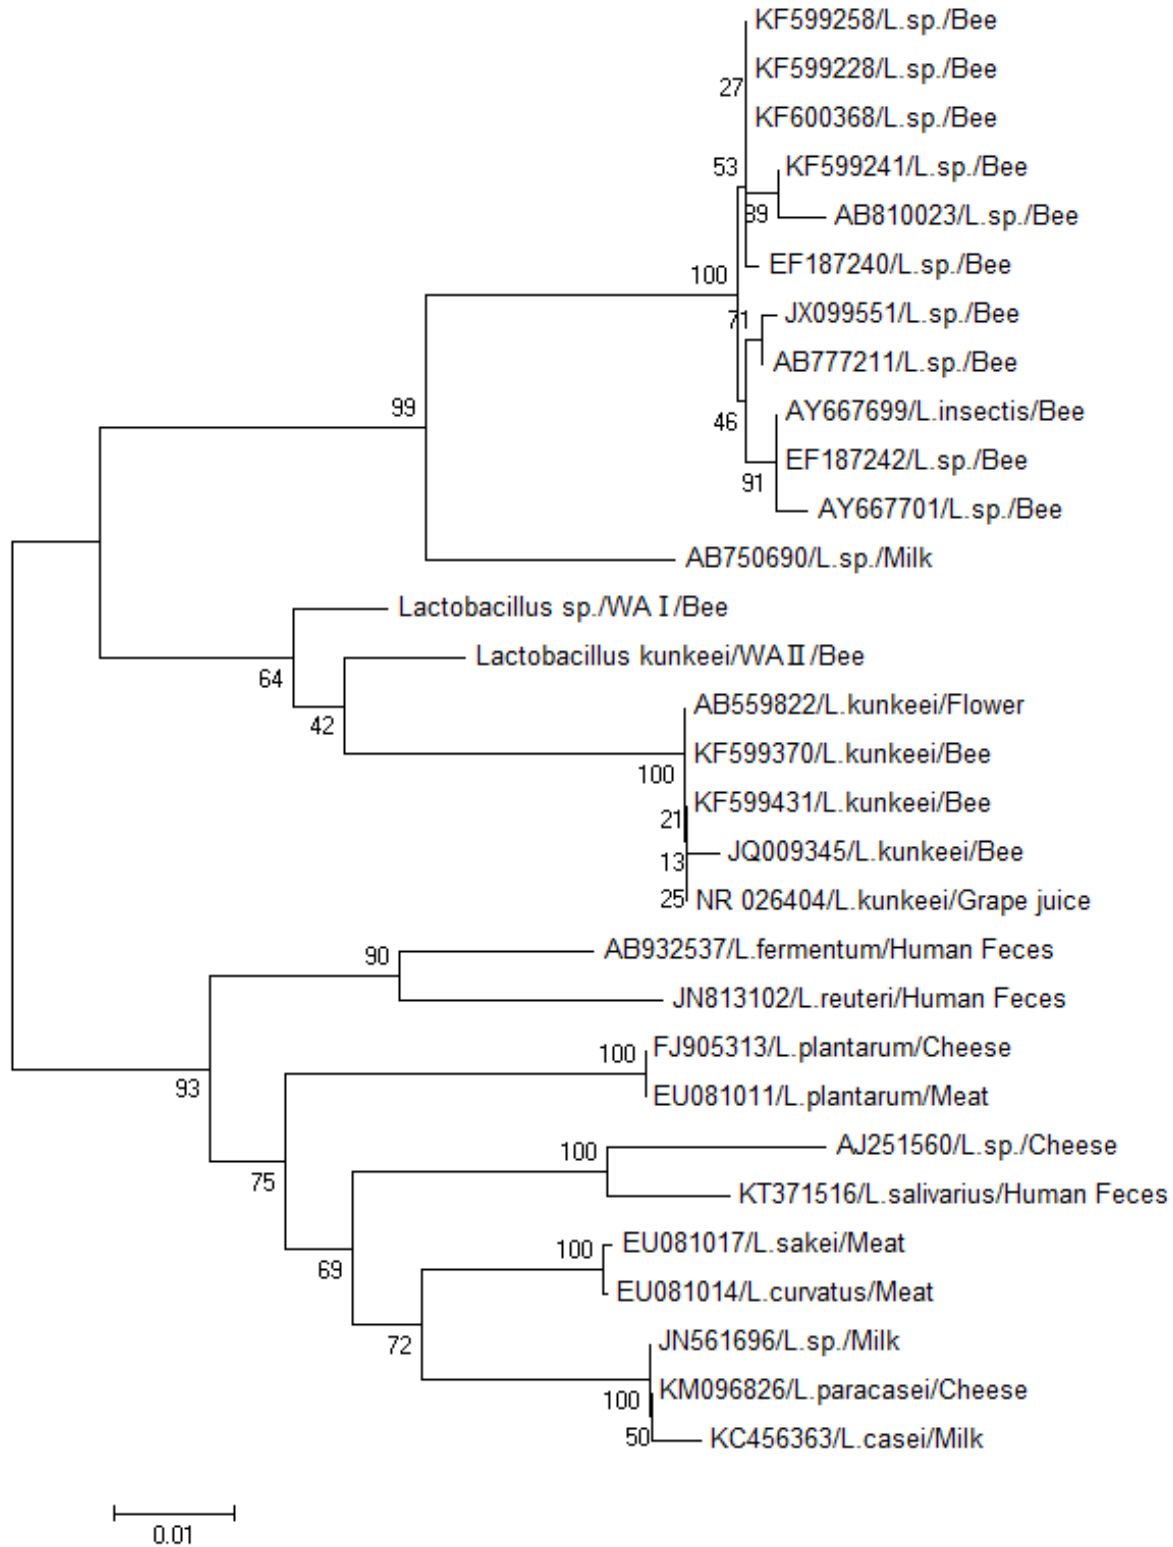 KF599258/L.sp./Bee
KF599228/L.sp./Bee
27
KF600368/L.sp./Bee
53
KF599241/L.sp./Bee
89
AB810023/L.sp./Bee
EF187240/L.sp./Bee
100
JX099551/L.sp./Bee
71
AB777211/L.sp./Bee
99
AY667699/L.insectis/Bee
46
EF187242/L.sp./Bee
91
AY667701/L.sp./Bee
AB750690/L.sp./Milk
Lactobacillus sp./WAⅠ/Bee
Lactobacillus kunkeei/WAⅡ/Bee
64
AB559822/L.kunkeei/Flower
42
KF599370/L.kunkeei/Bee
100
KF599431/L.kunkeei/Bee
21
JQ009345/L.kunkeei/Bee
13
25 NR 026404/L.kunkeei/Grape juice
90
AB932537/L.fermentum/Human Feces
JN813102/L.reuteri/Human Feces
100
FJ905313/L.plantarum/Cheese
93
EU081011/L.plantarum/Meat
100
AJ251560/L.sp./Cheese
75
KT371516/L.salivarius/Human Feces
100
EU081017/L.sakei/Meat
69
EU081014/L.curvatus/Meat
72
JN561696/L.sp./Milk
KM096826/L.paracasei/Cheese
100
50
KC456363/L.casei/Milk
0.01